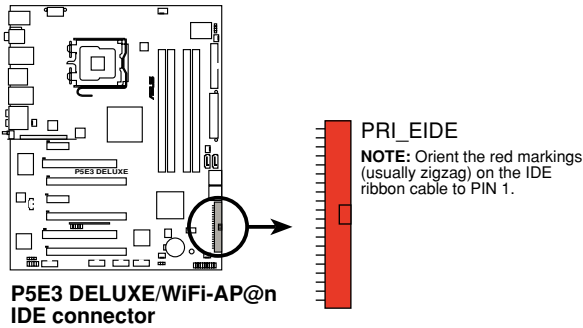 ASUS
P5E3 DELUXE
PRI_EIDE
NOTE: Orient the red markings
(usually zigzag) on the IDE
ribbon cable to PIN 1.
P5E3 DELUXE/WiFi-AP@n
IDE connector